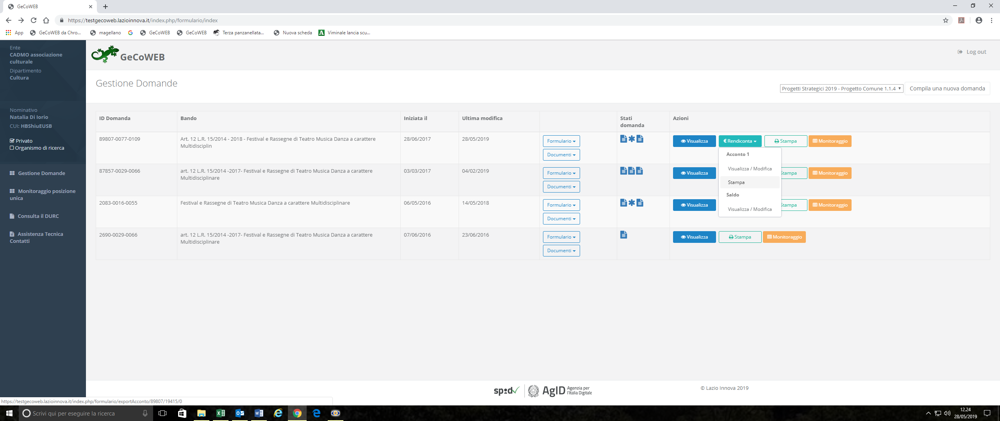 GeCoWEB
https://testgecoweb.lazioinnova.it/index.php/formulario/index
App
GeCoWEB da Chro...
magellano
GeCoWEB
GeCoWEB
Terza panzanellata...
Nuova scheda
Viminale lancia scu...
Ente
CADMO associazione
culturale
Dipartimento
Cultura
Nominativo
Natalia Di Iorio
CUI: HBShiuEUSB
Privato
Organismo di ricerca
Gestione Domande
Monitoraggio posizione
unica
Consulta il DURC
Assistenza Tecnica
Contatti
GeCoWEB
Log out
Gestione Domande
Progetti Strategici 2019 - Progetto Comune 1.1.4
Compila una nuova domanda
ID Domanda
Bando
Iniziata il
Ultima modifica
Stati
domanda
Azioni
89807-0077-0109
Art. 12 L.R. 15/2014 - 2018 - Festival e Rassegne di Teatro Musica Danza a carattere
Multidisciplin
28/06/2017
28/05/2019
Formulario
Documenti
Visualizza
€ Rendiconta
Stampa
Monitoraggio
Acconto 1
Visualizza / Modifica
Stampa
Saldo
Visualizza / Modifica
87857-0029-0066
art. 12 L.R. 15/2014 -2017- Festival e Rassegne di Teatro Musica Danza a carattere
Multidisciplinare
03/03/2017
04/02/2019
Formulario
Documenti
Visualizza
Stampa
Monitoraggio
2083-0016-0055
Festival e Rassegne di Teatro Musica Danza a carattere Multidisciplinare
06/05/2016
14/05/2018
Formulario
Documenti
Visualizza
Stampa
Monitoraggio
2690-0029-0066
art. 12 L.R. 15/2014 -2017- Festival e Rassegne di Teatro Musica Danza a carattere
Multidisciplinare
07/06/2016
23/06/2016
Formulario
Documenti
Visualizza
Stampa
Monitoraggio
spid
AgID
Agenzia per
l'Italia Digitale
© Lazio Innova 2019
https://testgecoweb.lazioinnova.it/index.php/formulario/exportAcconto/89807/19415/0
Scrivi qui per eseguire la ricerca
12.24
28/05/2019